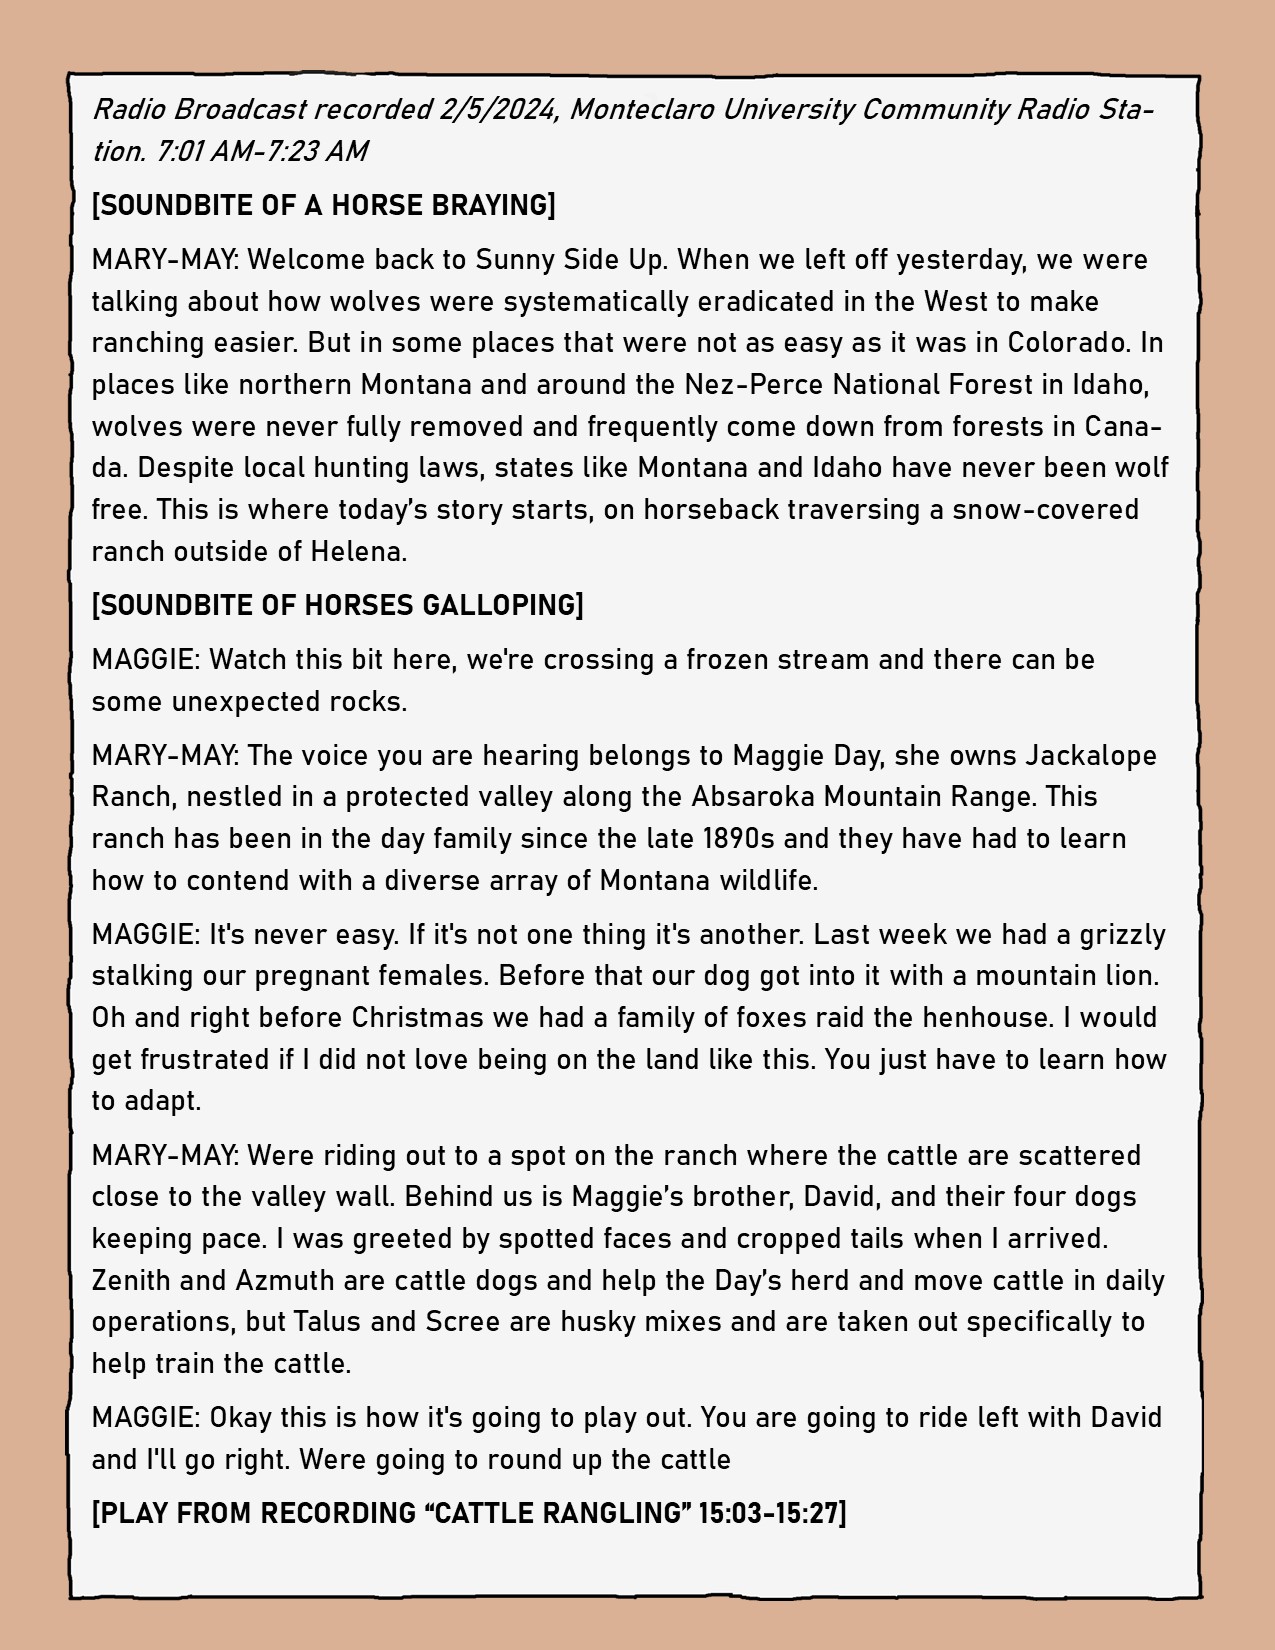 Radio Broadcast recorded 2/5/2024, Monteclaro University Community Radio Sta-
tion. 7:01 AM-7:23 AM
[SOUNDBITE OF A HORSE BRAYING]
MARY-MAY: Welcome back to Sunny Side Up. When we left off yesterday, we were
talking about how wolves were systematically eradicated in the West to make
ranching easier. But in some places that were not as easy as it was in Colorado. In
places like northern Montana and around the Nez-Perce National Forest in Idaho,
wolves were never fully removed and frequently come down from forests in Cana-
da. Despite local hunting laws, states like Montana and Idaho have never been wolf
free. This is where today’s story starts, on horseback traversing a snow-covered
ranch outside of Helena.
[SOUNDBITE OF HORSES GALLOPING]
MAGGIE: Watch this bit here, we're crossing a frozen stream and there can be
some unexpected rocks.
MARY-MAY: The voice you are hearing belongs to Maggie Day, she owns Jackalope
Ranch, nestled in a protected valley along the Absaroka Mountain Range. This
ranch has been in the day family since the late 1890s and they have had to learn
how to contend with a diverse array of Montana wildlife.
MAGGIE: It's never easy. If it's not one thing it's another. Last week we had a grizzly
stalking our pregnant females. Before that our dog got into it with a mountain lion.
Oh and right before Christmas we had a family of foxes raid the henhouse. I would
get frustrated if I did not love being on the land like this. You just have to learn how
to adapt.
MARY-MAY: Were riding out to a spot on the ranch where the cattle are scattered
close to the valley wall. Behind us is Maggie’s brother, David, and their four dogs
keeping pace. I was greeted by spotted faces and cropped tails when I arrived.
Zenith and Azmuth are cattle dogs and help the Day’s herd and move cattle in daily
operations, but Talus and Scree are husky mixes and are taken out specifically to
help train the cattle.
MAGGIE: Okay this is how it's going to play out. You are going to ride left with David
and I'll go right. Were going to round up the cattle
[PLAY FROM RECORDING “CATTLE RANGLING” 15:03-15:27]